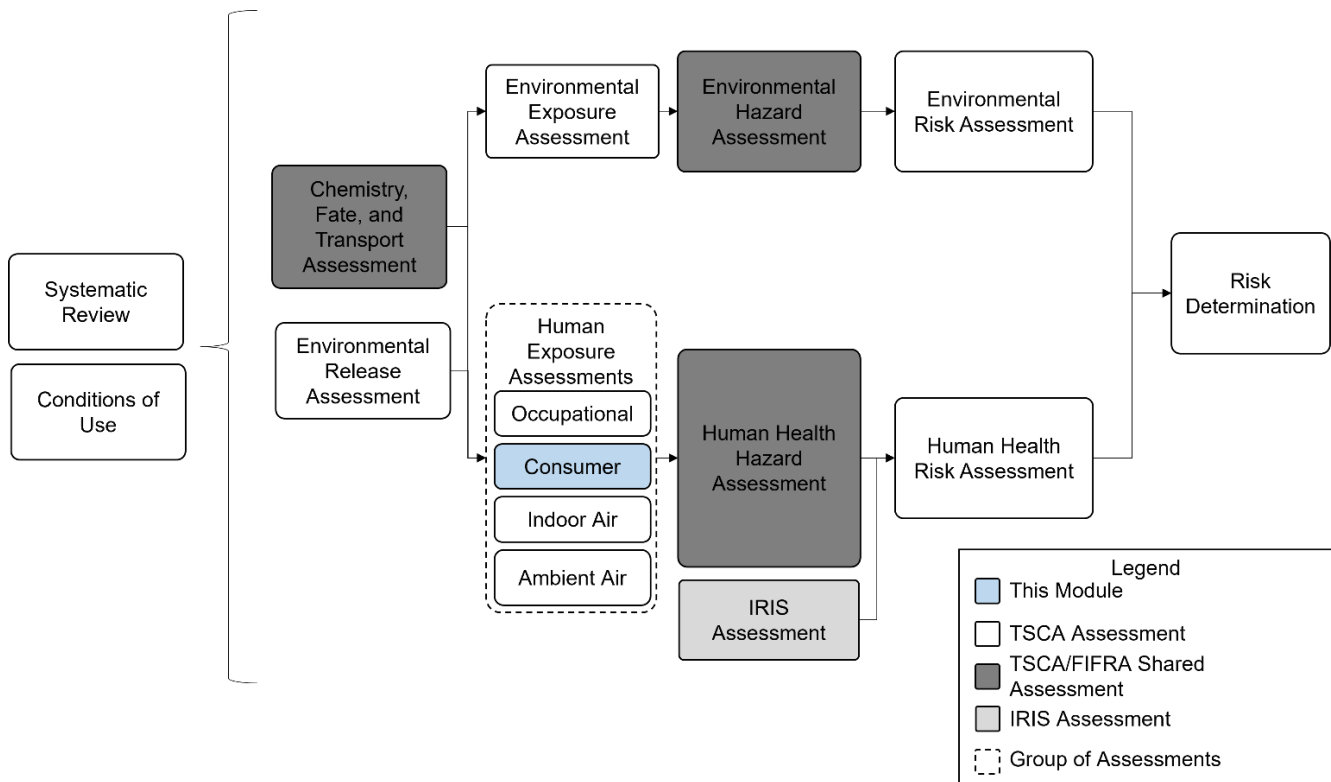 Systematic
Review
Conditions of
Use
Chemistry,
Fate, and
Transport
Assessment
Environmental
Release
Assessment
Environmental
Exposure
Assessment
Environmental
Hazard
Assessment
Environmental
Risk Assessment
Human
Exposure
Assessments
Occupational
Consumer
Indoor Air
Ambient Air
Human Health
Hazard
Assessment
IRIS
Assessment
Human Health
Risk Assessment
Risk
Determination
Legend
This Module
TSCA Assessment
TSCA/FIFRA Shared
Assessment
IRIS Assessment
Group of Assessments